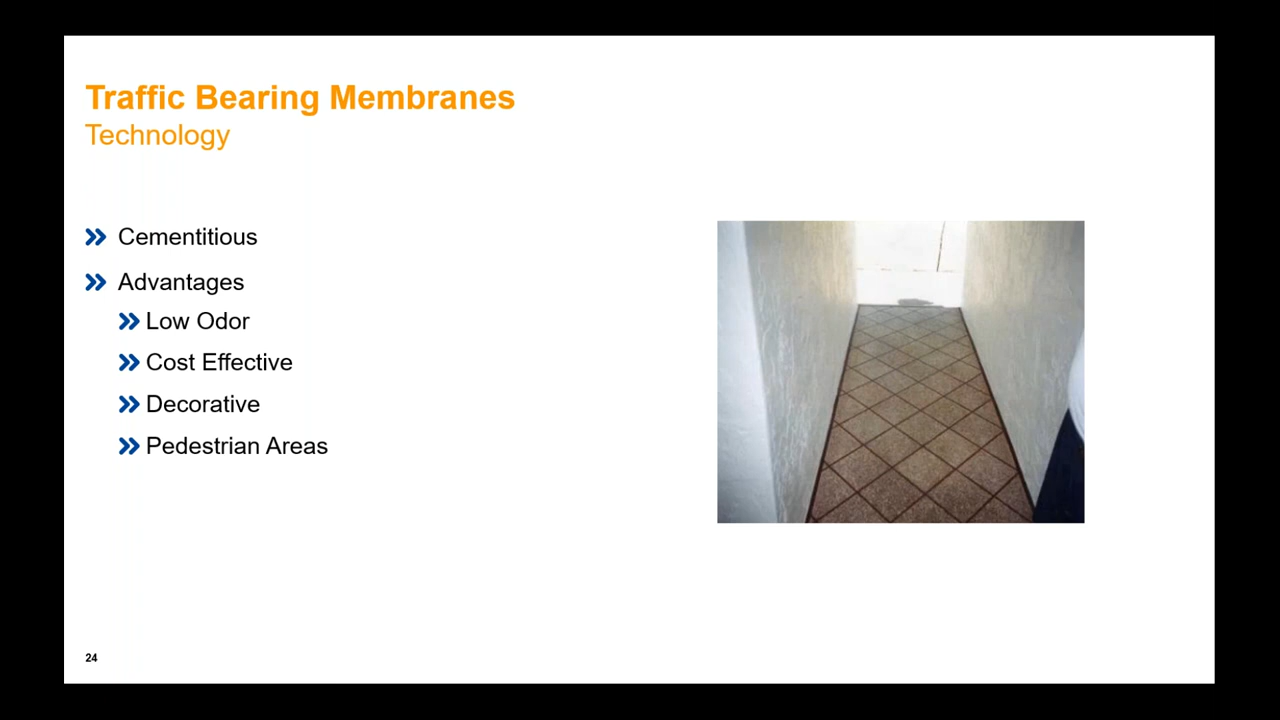 Traffic Bearing Membranes
Technology
Cementitious
Advantages
Low Odor
Cost Effective
Decorative
Pedestrian Areas
24